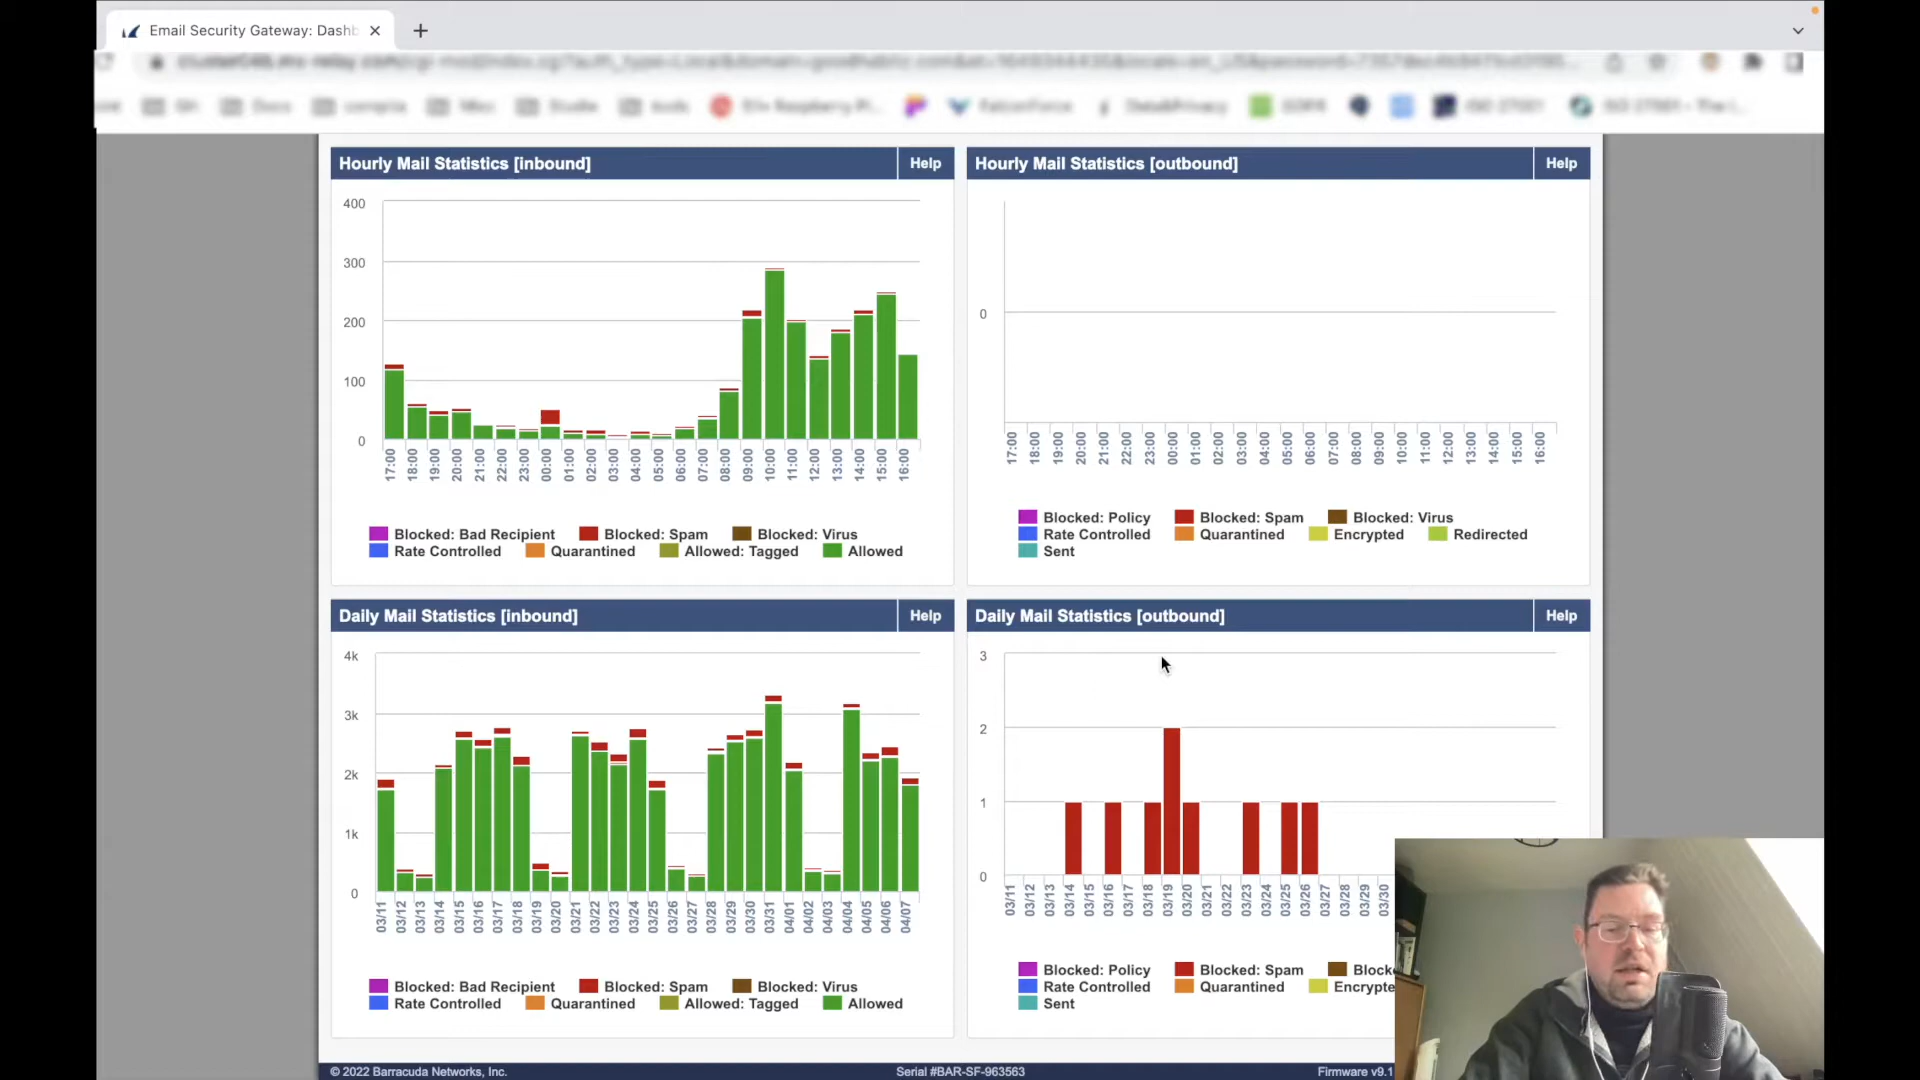 Email Security Gateway: Dashb
Hourly Mail Statistics [inbound]
Help
400
300
200
100
0
17:00 18:00 19:00 20:00 21:00 22:00 23:00 00:00 01:00 02:00 03:00 04:00 05:00 06:00 07:00 08:00 09:00 10:00 11:00 12:00 13:00 14:00 15:00 16:00
Blocked: Bad Recipient Blocked: Spam Blocked: Virus
Rate Controlled Quarantined Allowed: Tagged Allowed
Hourly Mail Statistics [outbound]
Help
0
17:00 18:00 19:00 20:00 21:00 22:00 23:00 00:00 01:00 02:00 03:00 04:00 05:00 06:00 07:00 08:00 09:00 10:00 11:00 12:00 13:00 14:00 15:00 16:00
Blocked: Policy Blocked: Spam Blocked: Virus
Rate Controlled Quarantined Encrypted Redirected
Sent
Daily Mail Statistics [inbound]
Help
4k
3k
2k
1k
0
03/11 03/12 03/13 03/14 03/15 03/16 03/17 03/18 03/19 03/20 03/21 03/22 03/23 03/24 03/25 03/26 03/27 03/28 03/29 03/30 03/31 04/01 04/02 04/03 04/04 04/05 04/06 04/07
Blocked: Bad Recipient Blocked: Spam Blocked: Virus
Rate Controlled Quarantined Allowed: Tagged Allowed
Daily Mail Statistics [outbound]
Help
3
2
1
0
03/11 03/12 03/13 03/14 03/15 03/16 03/17 03/18 03/19 03/20 03/21 03/22 03/23 03/24 03/25 03/26 03/27 03/28 03/29 03/30
Blocked: Policy Blocked: Spam Block
Rate Controlled Quarantined Encrypte
Sent
© 2022 Barracuda Networks, Inc. Serial #BAR-SF-963563 Firmware v9.1